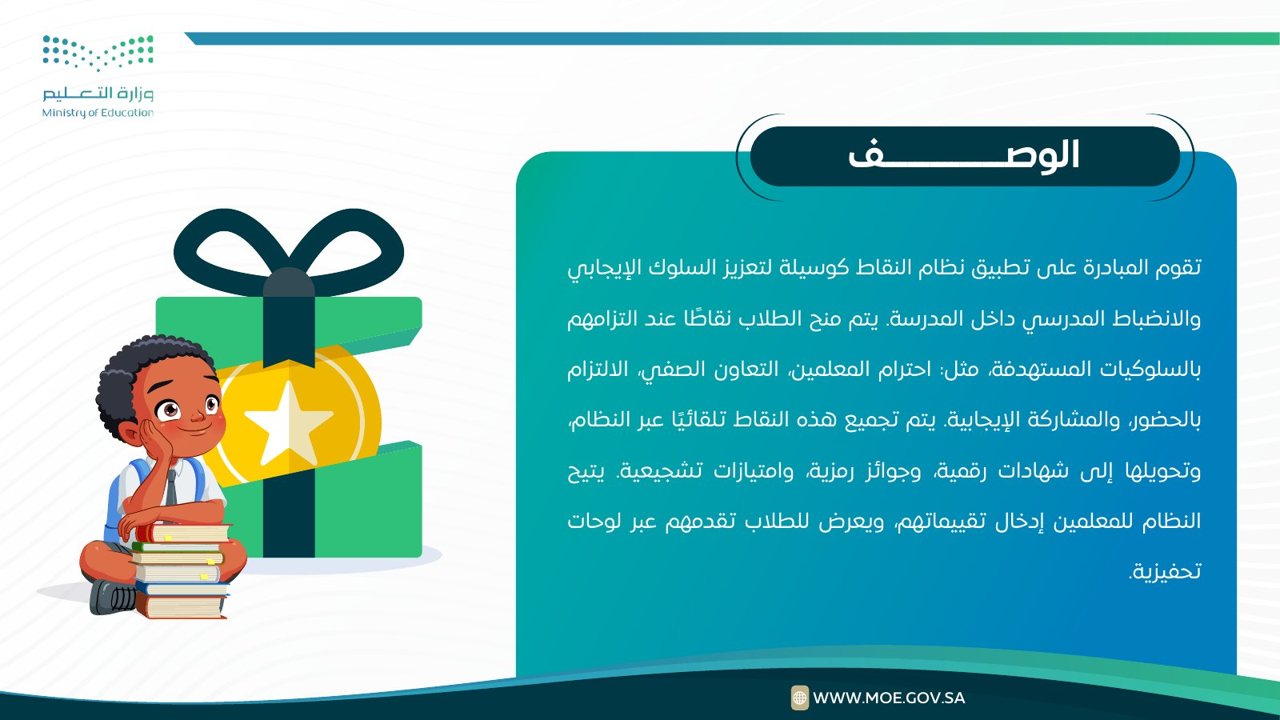 وزارة التعليم
Ministry of Education
الوصف
تقوم المبادرة على تطبيق نظام النقاط كوسيلة لتعزيز السلوك الإيجابي
والانضباط المدرسي داخل المدرسة. يتم منح الطلاب نقاطًا عند التزامهم
بالسلوكيات المستهدفة، مثل: احترام المعلمين، التعاون الصفي، الالتزام
بالحضور، والمشاركة الإيجابية. يتم تجميع هذه النقاط تلقائيًا عبر النظام،
وتحويلها إلى شهادات رقمية، وجوائز رمزية، وامتيازات تشجيعية. يتيح
النظام للمعلمين إدخال تقييماتهم، ويعرض للطلاب تقدمهم عبر لوحات
تحفيزية.
WWW.MOE.GOV.SA